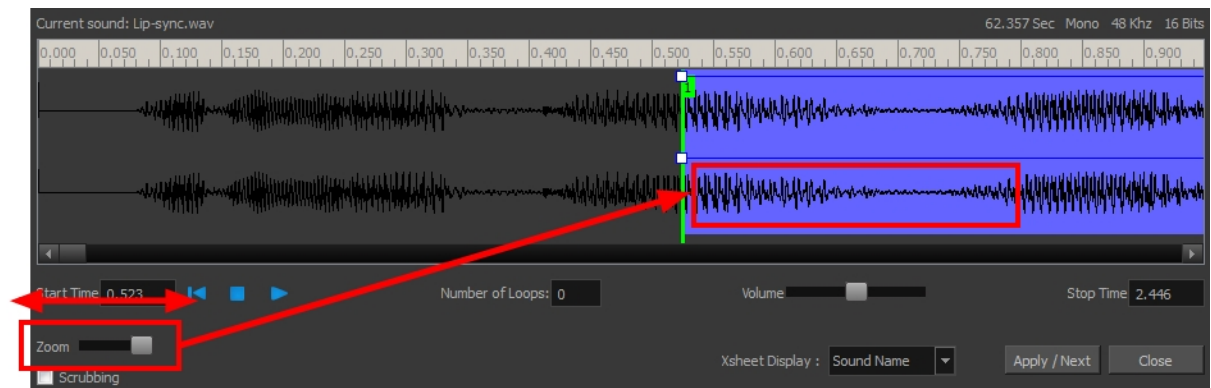 Current sound: Lip-sync.wav 62.357 Sec Mono 48 Khz 16 Bits
0.000 0.050 0.100 0.150 0.200 0.250 0.300 0.350 0.400 0.450 0.500 0.550 0.600 0.650 0.700 0.750 0.800 0.850 0.900
1
Start Time 0.523 Number of Loops: 0 Volume Stop Time 2.446
Zoom
Xsheet Display : Sound Name Apply / Next Close
Scrubbing